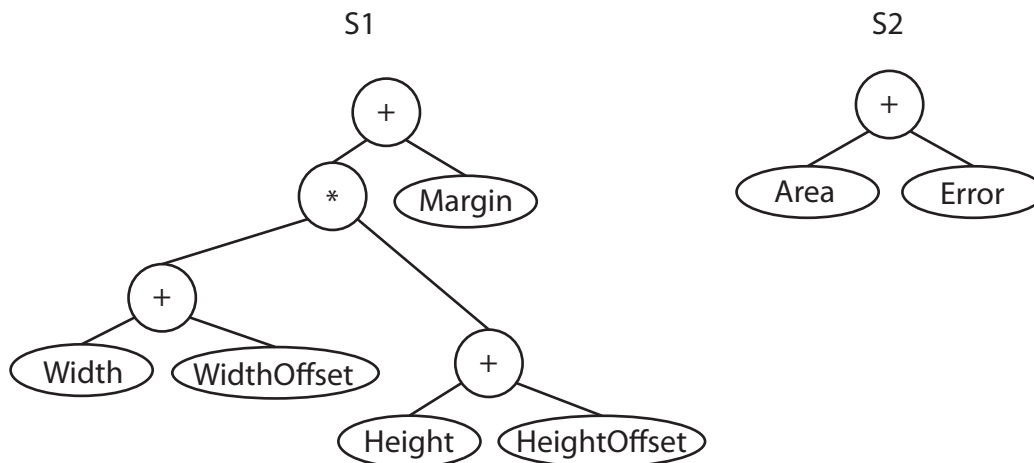 S1
S2
+
+
*
Margin
Area
Error
+
Width
WidthOffset
+
Height
HeightOffset